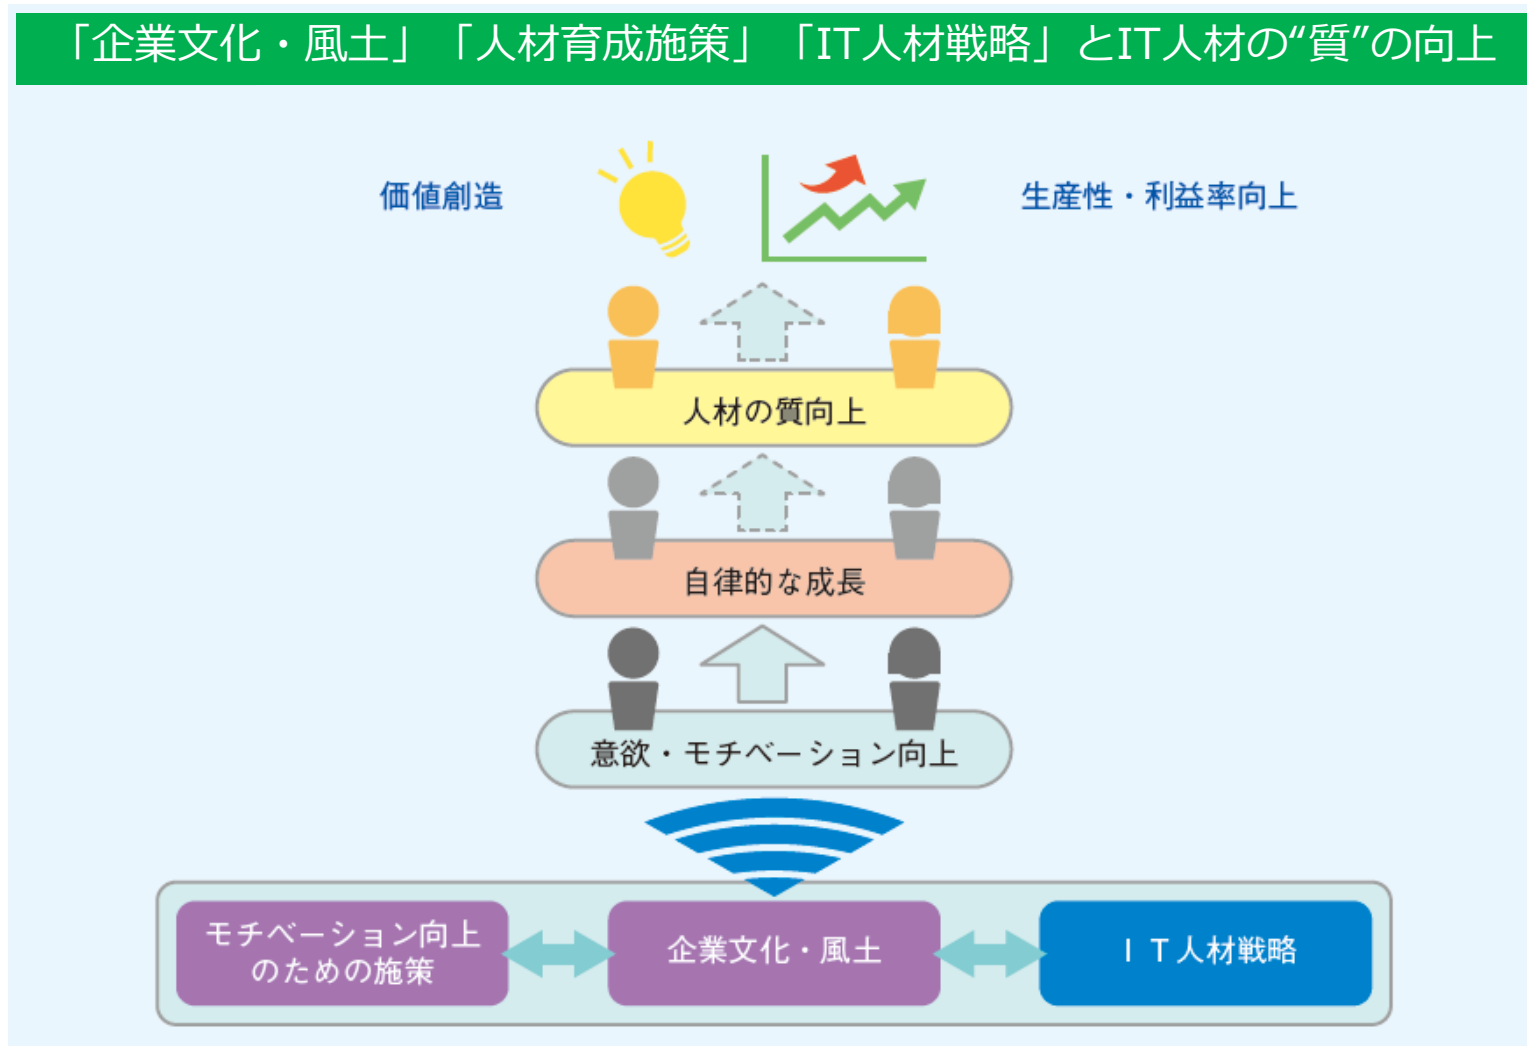 「企業文化・風土」「人材育成施策」「IT人材戦略」とIT人材の“質”の向上
価値創造
生産性・利益率向上
人材の質向上
自律的な成長
意欲・モチベーション向上
モチベーション向上
のための施策
企業文化・風土
ＩＴ人材戦略